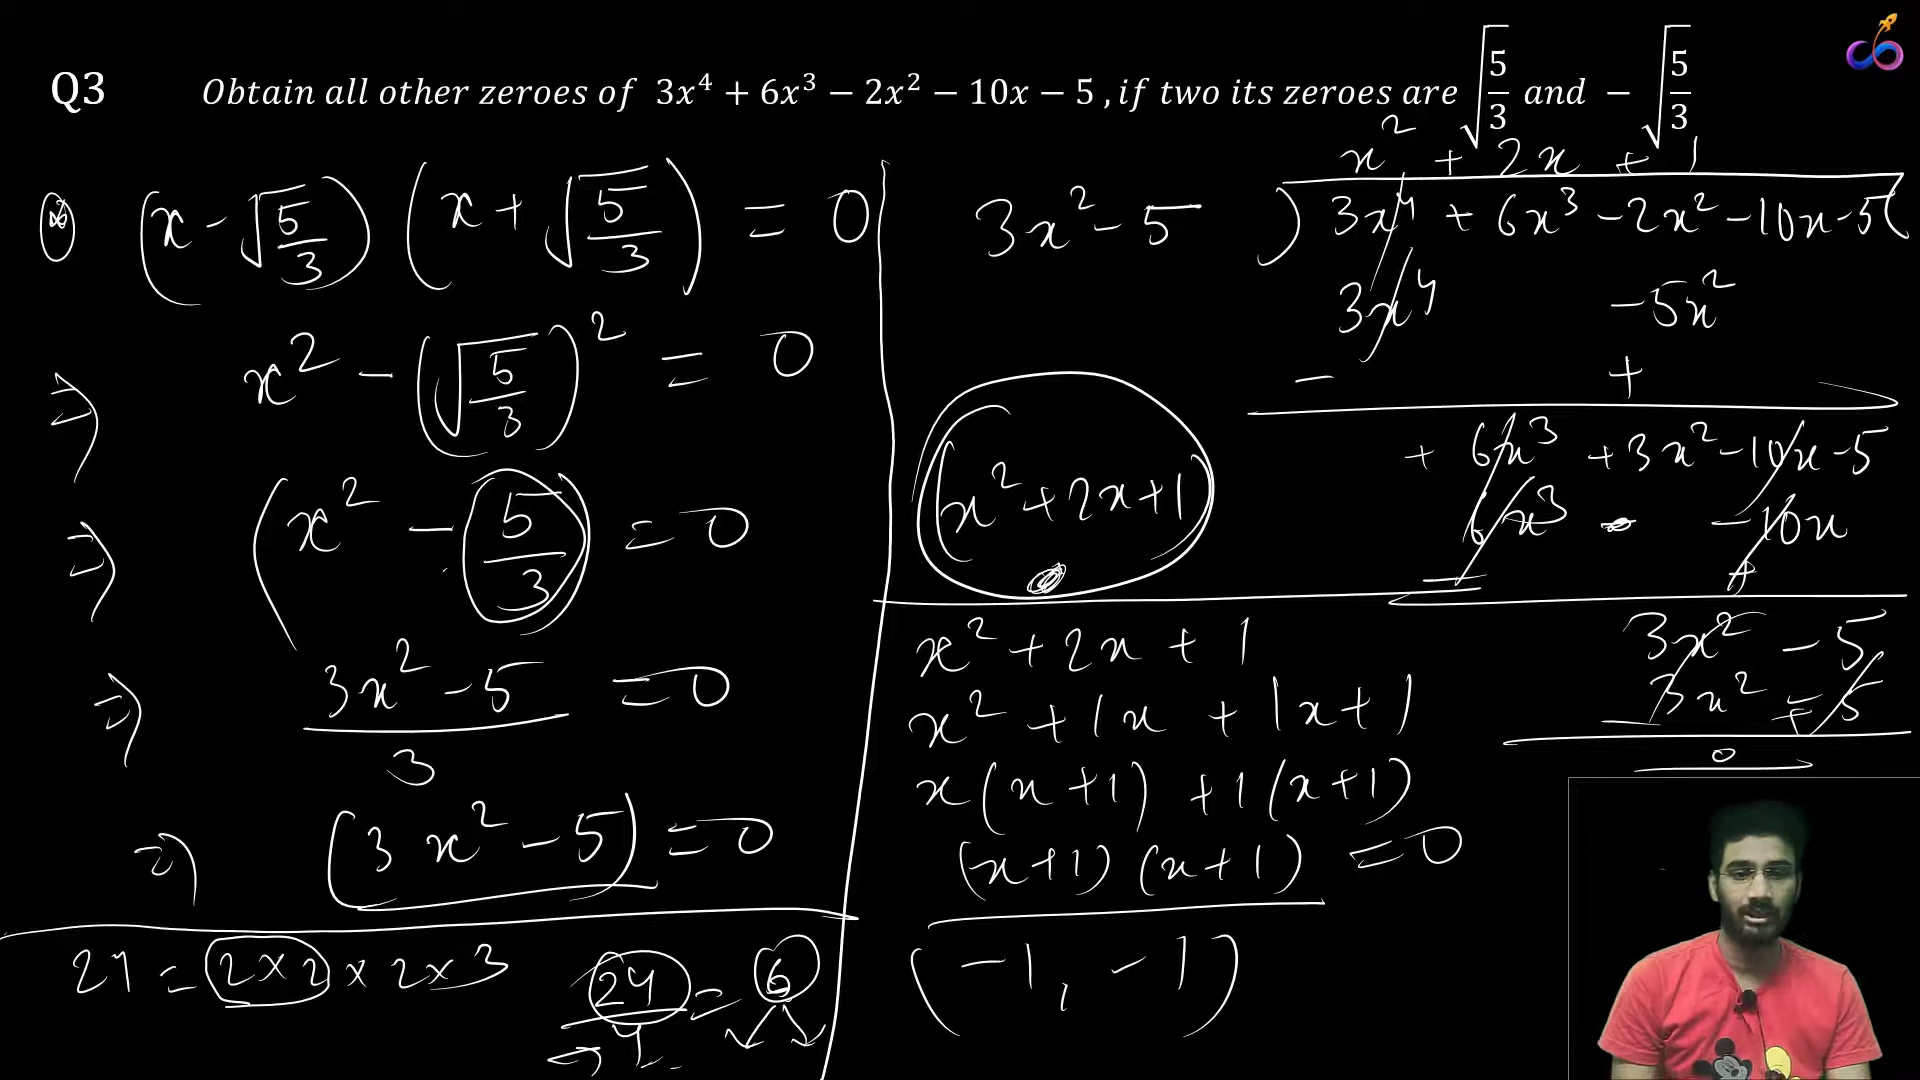 Q3 Obtain all other zeroes of 3x⁴ + 6x³ − 2x² − 10x − 5 , if two its zeroes are √(5/3) and − √(5/3)
(x − √(5/3)) (x + √(5/3)) = 0
⇒ x² − (√(5/3))² = 0
⇒ (x² − 5/3) = 0
⇒ (3x² − 5)/3 = 0
⇒ (3x² − 5) = 0
24 = 2 × 2 × 2 × 3
24/4 = 6
x² + 2x + 1
3x² − 5 ) 3x⁴ + 6x³ − 2x² − 10x − 5 (
3x⁴ − 5x²
− +
+ 6x³ + 3x² − 10x − 5
6x³ − 10x
− +
3x² − 5
3x² − 5
− +
0
(x² + 2x + 1)
x² + 2x + 1
x² + 1x + 1x + 1
x(x + 1) + 1(x + 1)
(x + 1) (x + 1) = 0
(−1, −1)